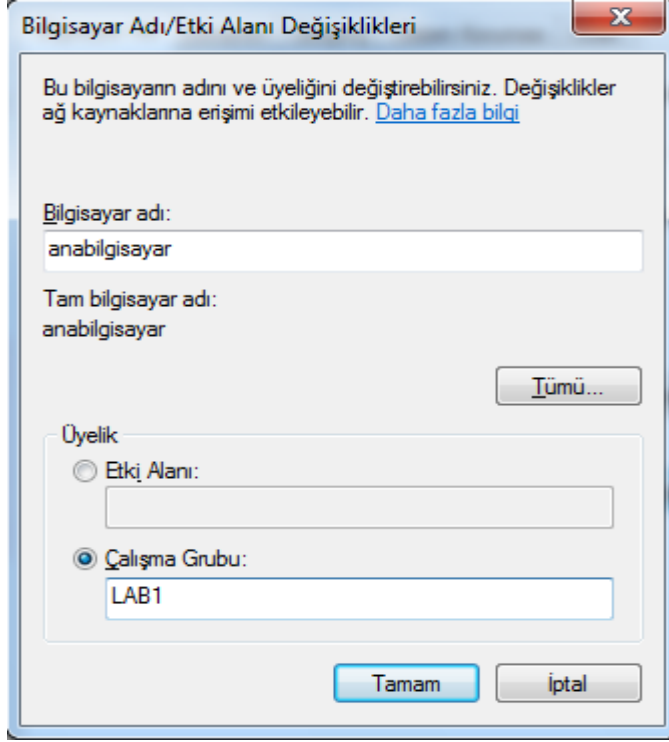 Bilgisayar Adı/Etki Alanı Değişiklikleri
Bu bilgisayarın adını ve üyeliğini değiştirebilirsiniz. Değişiklikler
ağ kaynaklarına erişimi etkileyebilir. Daha fazla bilgi
Bilgisayar adı:
anabilgisayar
Tam bilgisayar adı:
anabilgisayar
Tümü...
Üyelik
Etki Alanı:
Çalışma Grubu:
LAB1
Tamam
İptal